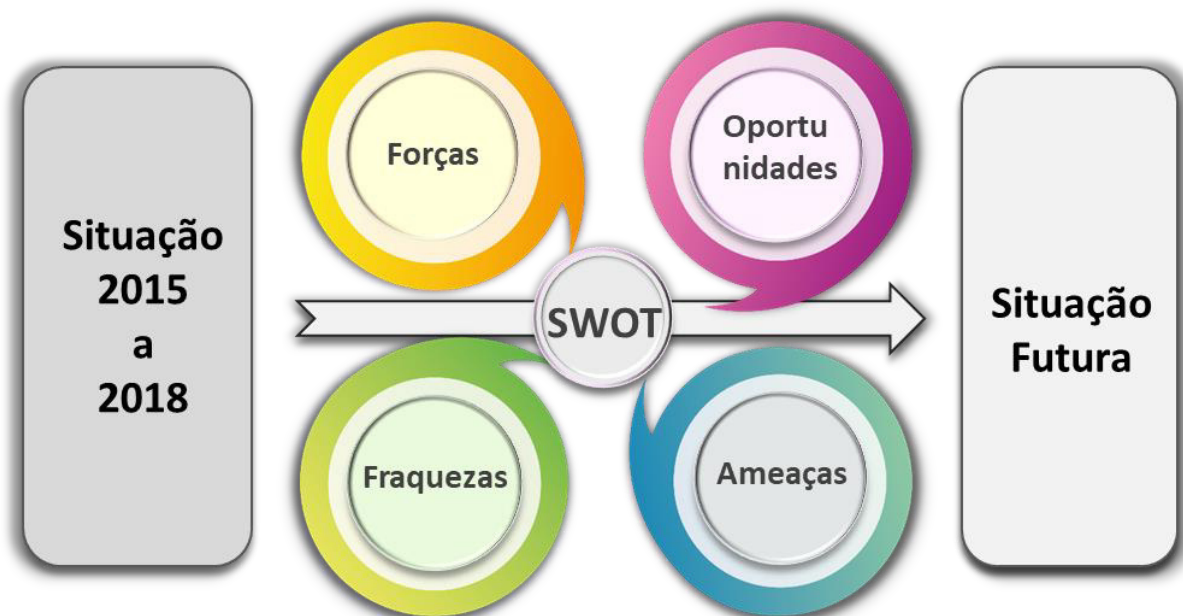 Situação
2015
a
2018
Forças
Oportu
nidades
SWOT
Fraquezas
Ameaças
Situação
Futura